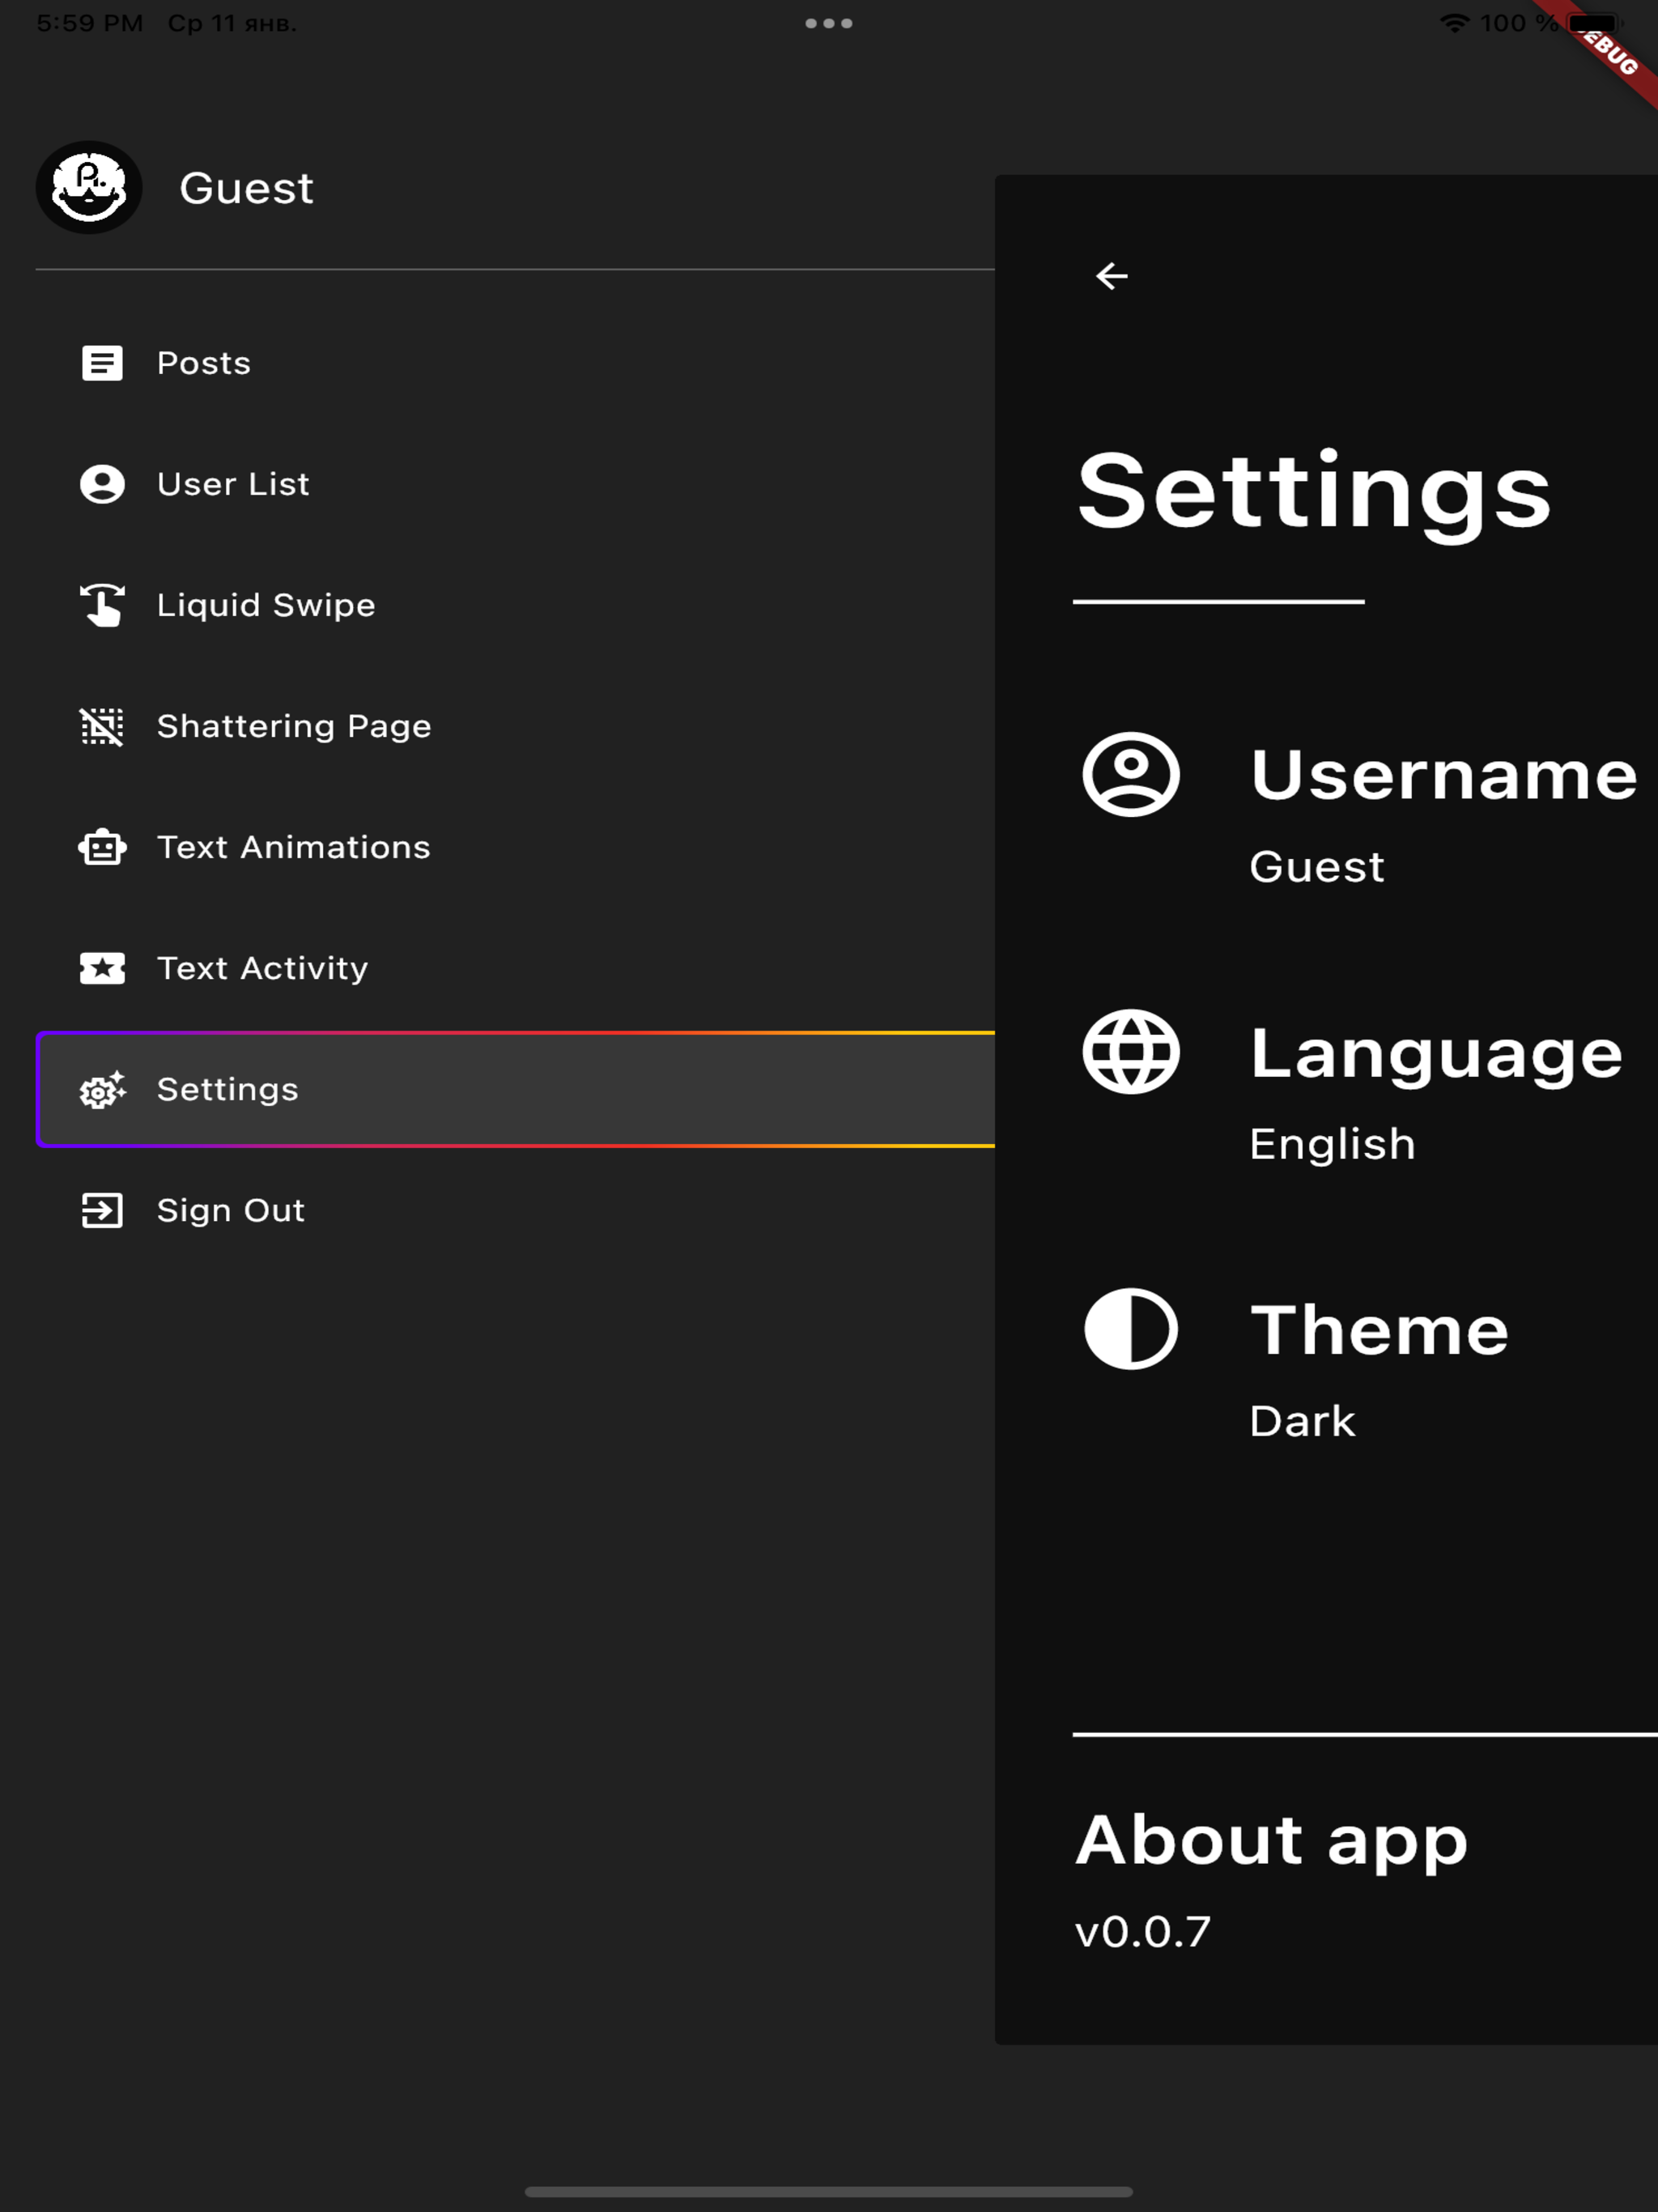 5:59 PM Ср 11 янв.
100 %
EBUG
Guest
Posts
User List
Liquid Swipe
Shattering Page
Text Animations
Text Activity
Settings
Sign Out
Settings
Username
Guest
Language
English
Theme
Dark
About app
v0.0.7